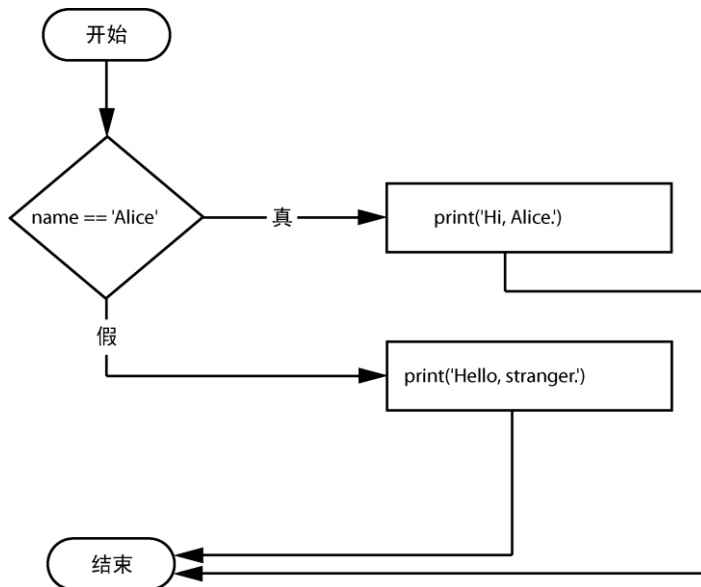 开始
name == 'Alice'
真
print('Hi, Alice.')
假
print('Hello, stranger.')
结束